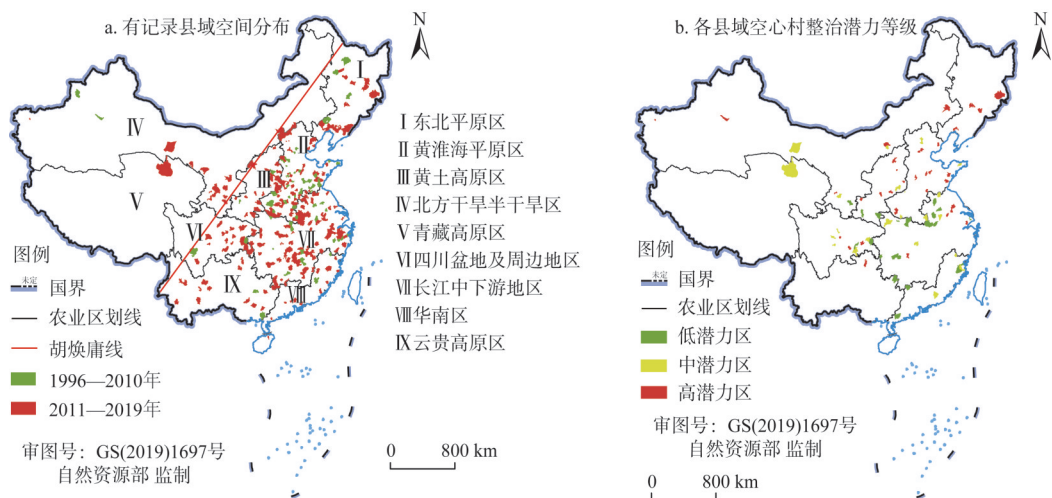 a. 有记录县域空间分布
N
Ⅰ
Ⅱ
Ⅲ
Ⅳ
Ⅴ
Ⅵ
Ⅶ
Ⅷ
Ⅸ
Ⅰ东北平原区
Ⅱ黄淮海平原区
Ⅲ黄土高原区
Ⅳ北方干旱半干旱区
Ⅴ青藏高原区
Ⅵ四川盆地及周边地区
Ⅶ长江中下游地区
Ⅷ华南区
Ⅸ云贵高原区
图例
未定
国界
农业区划线
胡焕庸线
1996—2010年
2011—2019年
审图号：GS(2019)1697号
自然资源部 监制
0 800 km
b. 各县域空心村整治潜力等级
N
图例
未定
国界
农业区划线
低潜力区
中潜力区
高潜力区
审图号：GS(2019)1697号
自然资源部 监制
0 800 km